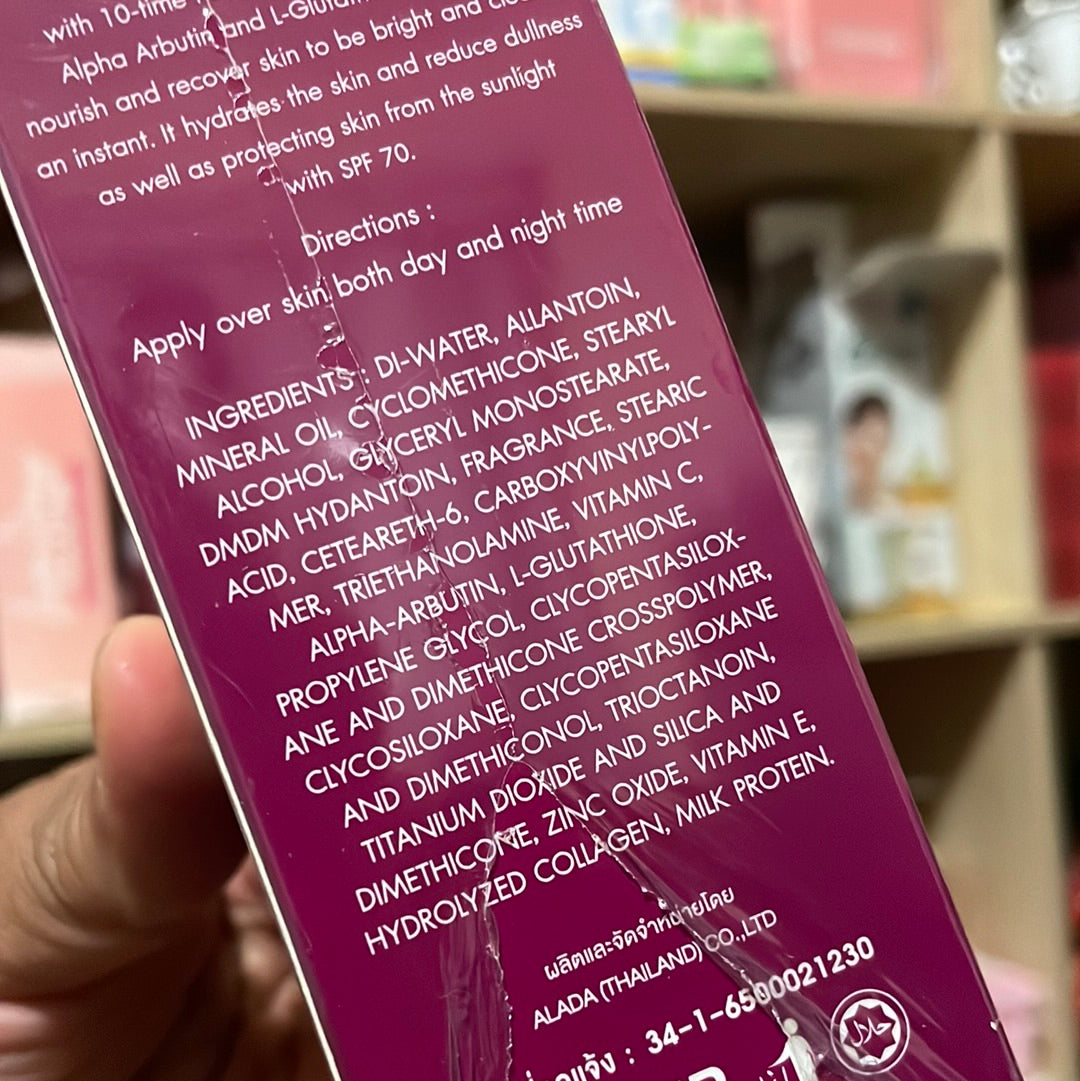 with 10-time
Alpha Arbutin and
nourish and recover skin to be bright and
an instant. It hydrates the skin and reduce dullness
as well as protecting skin from the sunlight
with SPF 70.
Directions :
Apply over skin both day and night time
INGREDIENTS : DI-WATER, ALLANTOIN,
MINERAL OIL, CYCLOMETHICONE, STEARYL
ALCOHOL, GLYCERYL MONOSTEARATE,
DMDM HYDANTOIN, FRAGRANCE, STEARIC
ACID, CETEARETH-6, CARBOXYVINYLPOLY-
MER, TRIETHANOLAMINE, VITAMIN C,
ALPHA-ARBUTIN, L-GLUTATHIONE,
PROPYLENE GLYCOL, CLYCOPENTASILOX-
ANE AND DIMETHICONE CROSSPOLYMER,
CLYCOSILOXANE, CLYCOPENTASILOXANE
AND DIMETHICONOL, TRIOCTANOIN,
TITANIUM DIOXIDE AND SILICA AND
DIMETHICONE, ZINC OXIDE, VITAMIN E,
HYDROLYZED COLLAGEN, MILK PROTEIN.
ผลิตและจัดจำหน่ายโดย
ALADA (THAILAND) CO.,LTD
: 34-1-6500021230
حلال